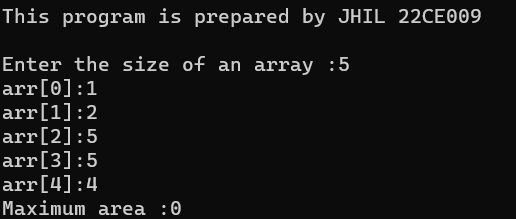 This program is prepared by JHIL 22CE009
Enter the size of an array :5
arr[0]:1
arr[1]:2
arr[2]:5
arr[3]:5
arr[4]:4
Maximum area :0